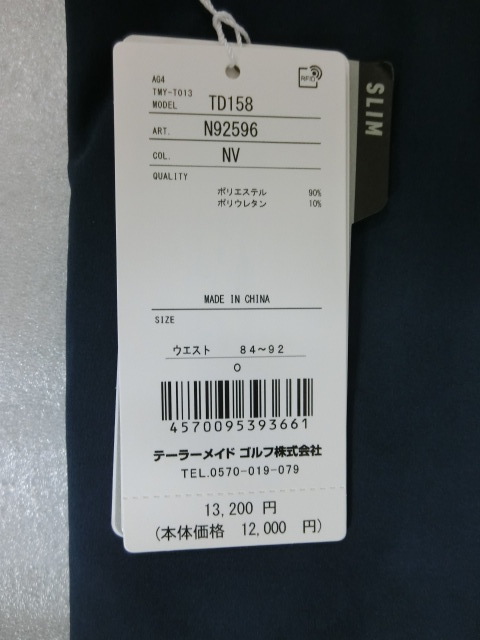 AG4
TMY-T013
MODEL TD158
RFID
SLIM
ART. N92596
COL. NV
QUALITY
ポリエステル 90%
ポリウレタン 10%
MADE IN CHINA
SIZE
ウエスト 84～92
O
4570095393661
テーラーメイド ゴルフ株式会社
TEL.0570-019-079
13,200 円
(本体価格 12,000 円)